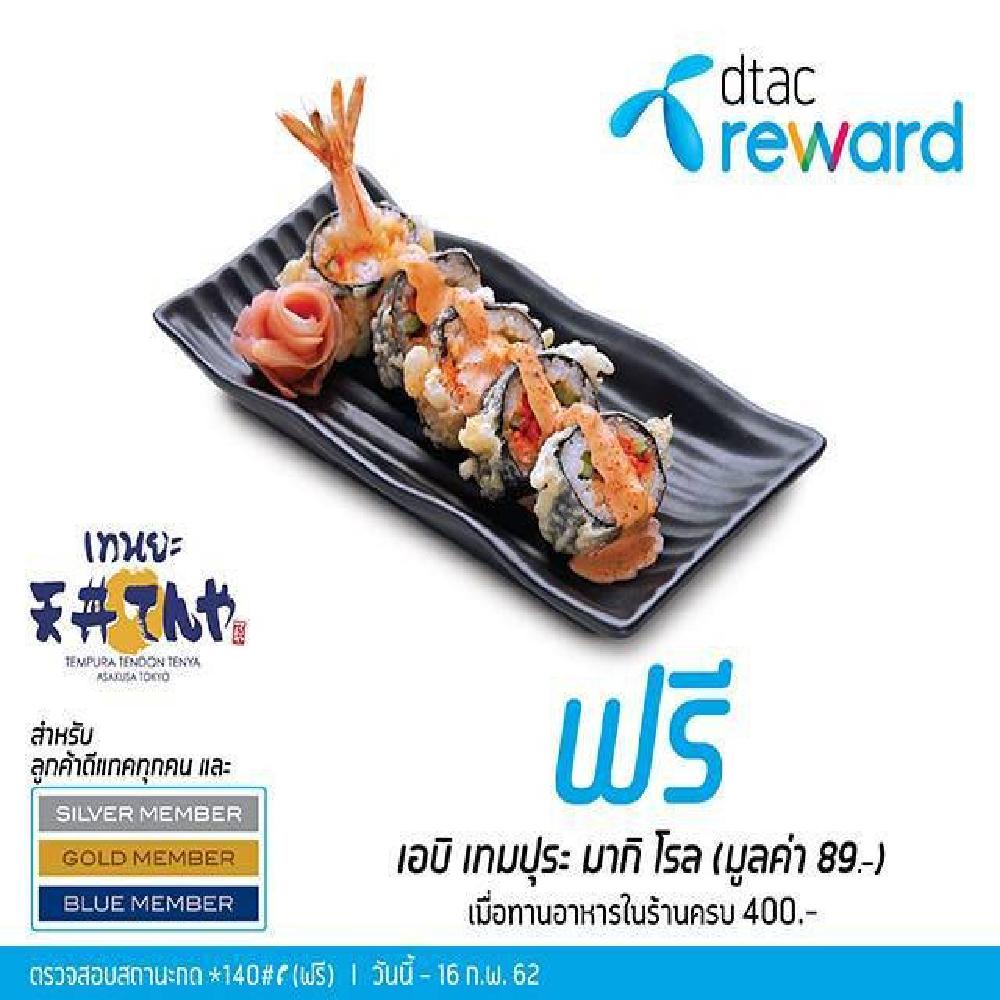 dtac
reward
เทนยะ
天丼てんや
TEMPURA TENDON TENYA
ASAKUSA TOKYO
สำหรับ
ลูกค้าดีแทคทุกคน และ
SILVER MEMBER
GOLD MEMBER
BLUE MEMBER
ฟรี
เอบิ เทมปุระ มากิ โรล (มูลค่า 89.-)
เมื่อทานอาหารในร้านครบ 400.-
ตรวจสอบสถานะกด *140# (ฟรี) | วันนี้ - 16 ก.พ. 62